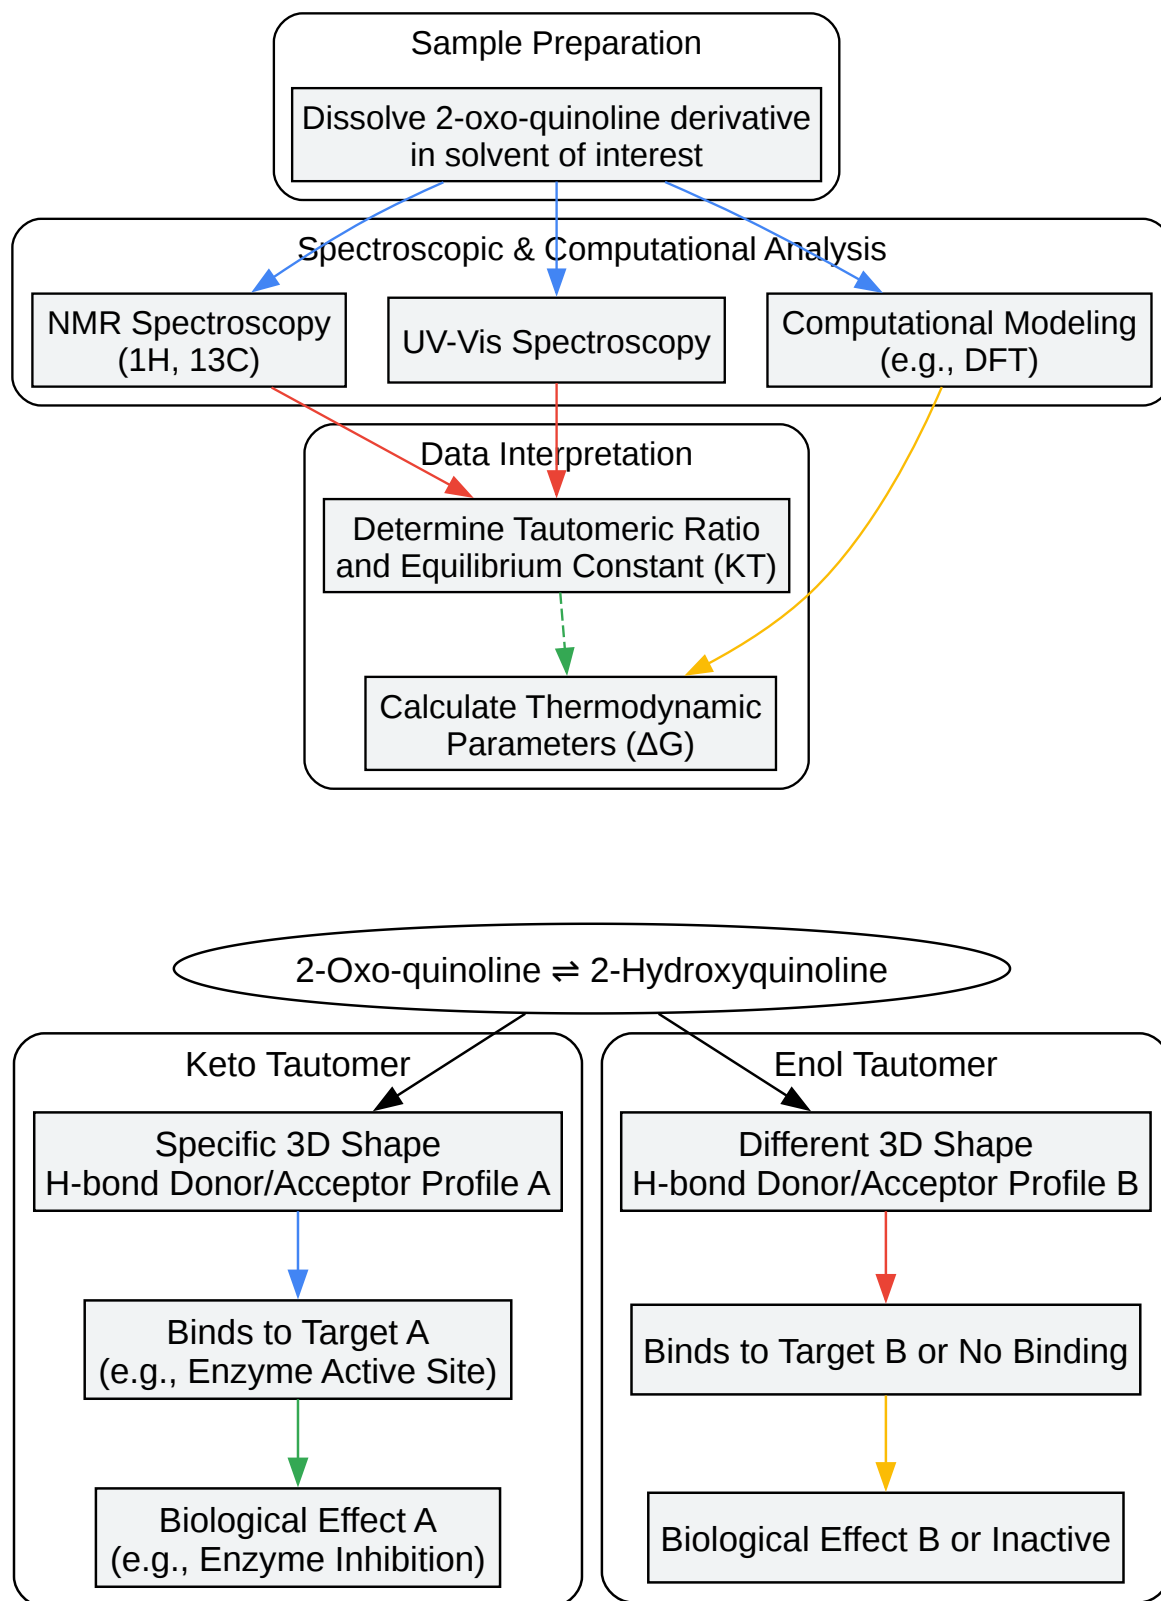 Sample Preparation
Dissolve 2-oxo-quinoline derivative
in solvent of interest
Spectroscopic & Computational Analysis
NMR Spectroscopy
(1H, 13C)
UV-Vis Spectroscopy
Computational Modeling
(e.g., DFT)
Data Interpretation
Determine Tautomeric Ratio
and Equilibrium Constant (KT)
Calculate Thermodynamic
Parameters (ΔG)
2-Oxo-quinoline ⇌ 2-Hydroxyquinoline
Keto Tautomer
Specific 3D Shape
H-bond Donor/Acceptor Profile A
Binds to Target A
(e.g., Enzyme Active Site)
Biological Effect A
(e.g., Enzyme Inhibition)
Enol Tautomer
Different 3D Shape
H-bond Donor/Acceptor Profile B
Binds to Target B or No Binding
Biological Effect B or Inactive